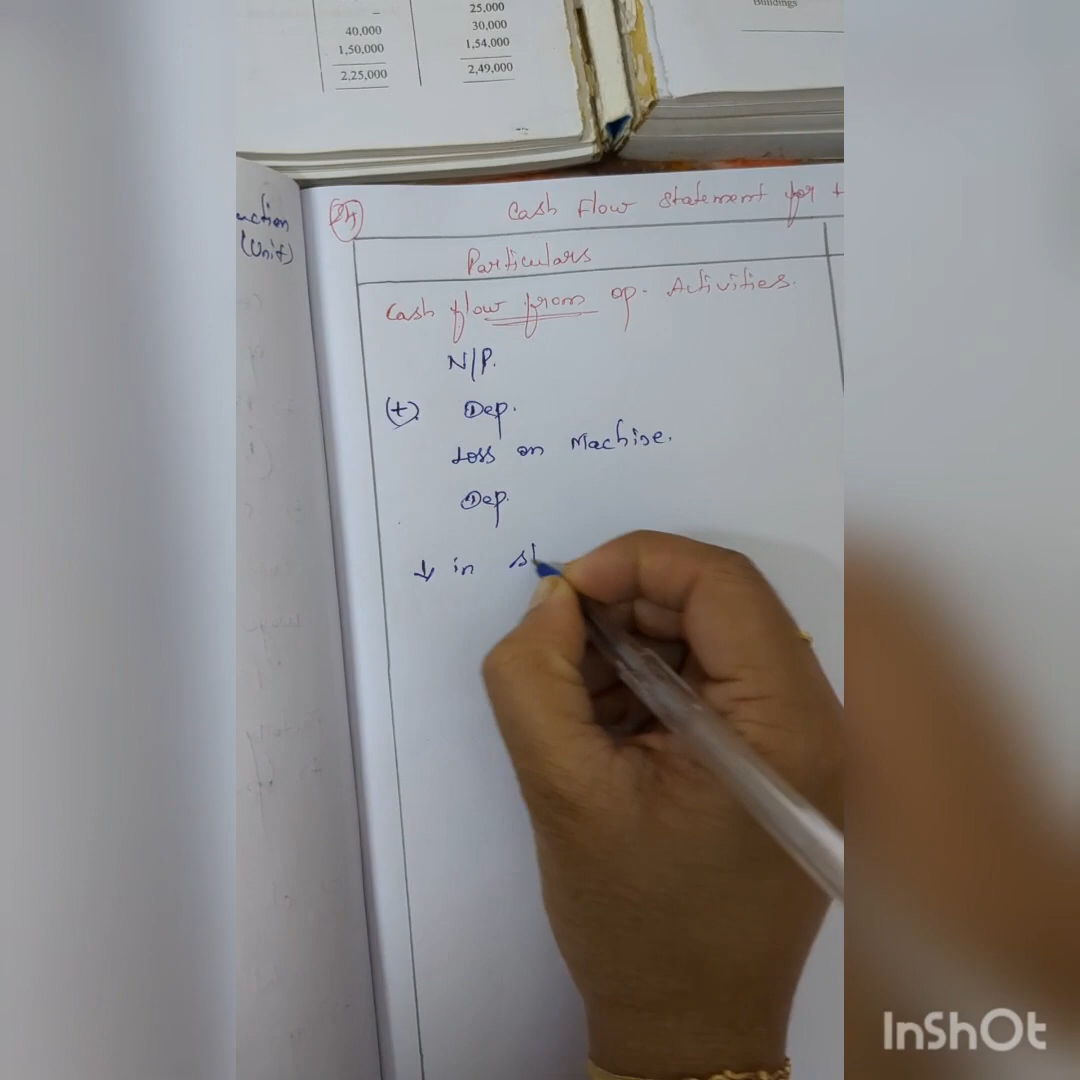 25,000
40,000 30,000
1,50,000 1,54,000
2,25,000 2,49,000
Buildings
(Unit)
24
Cash Flow Statement for
Particulars
Cash flow from op. Activities.
N/P.
(+) Dep.
Loss on Machine.
Dep.
↓ in st
InShOt